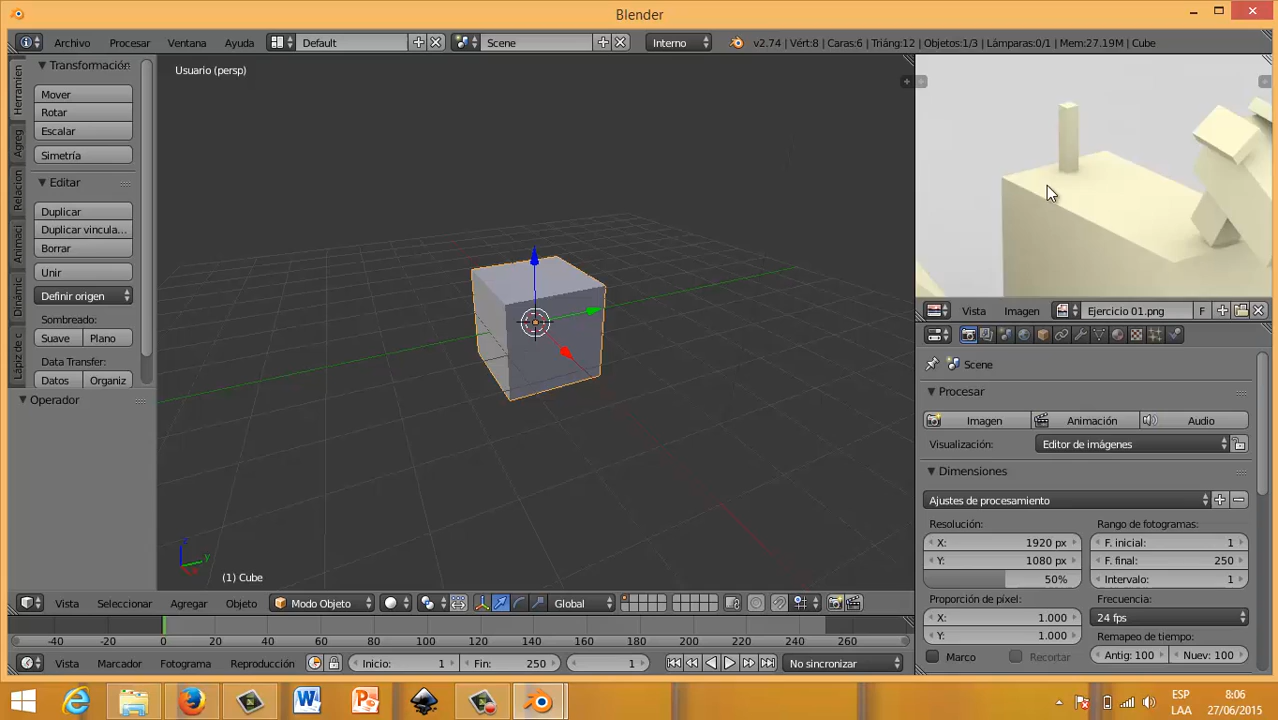 Blender
Archivo Procesar Ventana Ayuda Default Scene Interno v2.74 | Vért:8 | Caras:6 | Triáng:12 | Objetos:1/3 | Lámparas:0/1 | Mem:27.19M | Cube
Transformación
Mover
Rotar
Escalar
Simetría
Editar
Duplicar
Duplicar vincula...
Borrar
Unir
Definir origen
Sombreado:
Suave Plano
Data Transfer:
Datos Organiz
Operador
Herramien
Agreg
Relacion
Animaci
Dinámic
Lápiz de c
Usuario (persp)
z
y
x
(1) Cube
Vista Seleccionar Agregar Objeto Modo Objeto Global
Vista Imagen Ejercicio 01.png F
Scene
Procesar
Imagen Animación Audio
Visualización: Editor de imágenes
Dimensiones
Ajustes de procesamiento
Resolución: Rango de fotogramas:
X: 1920 px F. inicial: 1
Y: 1080 px F. final: 250
50% Intervalo: 1
Proporción de píxel: Frecuencia:
X: 1.000 24 fps
Y: 1.000 Remapeo de tiempo:
Marco Recortar Antig: 100 Nuev: 100
-40 -20 0 20 40 60 80 100 120 140 160 180 200 220 240 260
Vista Marcador Fotograma Reproducción Inicio: 1 Fin: 250 1 No sincronizar
ESP 8:06
LAA 27/06/2015